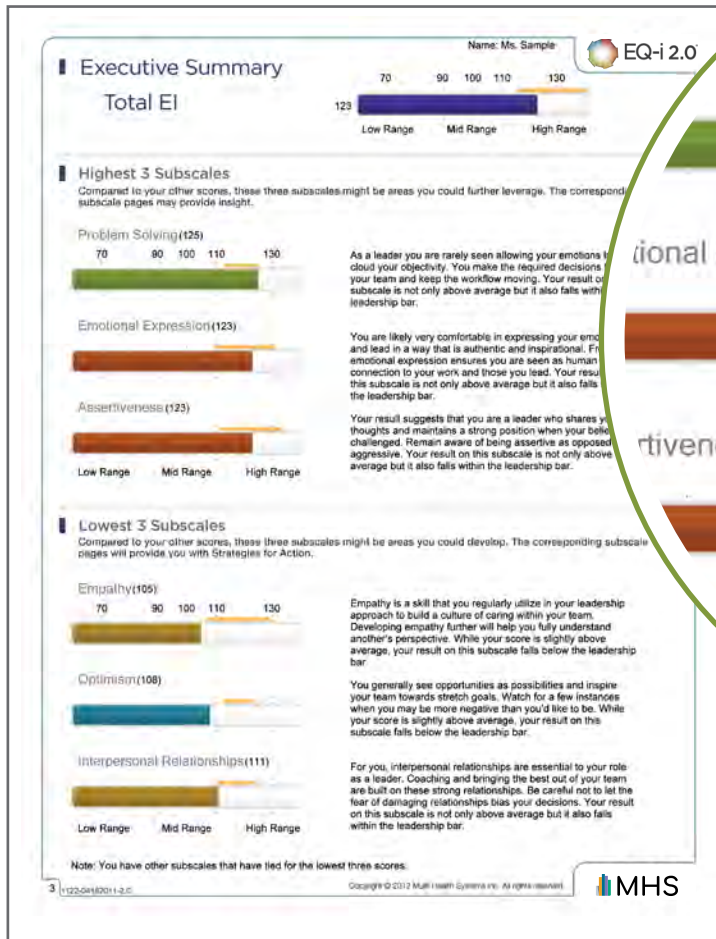 Name: Ms. Sample
EQ-i 2.0
Executive Summary
Total EI
70 90 100 110 130
123
Low Range Mid Range High Range
Highest 3 Subscales
Compared to your other scores, these three subscales might be areas you could further leverage. The correspond
subscale pages may provide insight.
Problem Solving(125)
70 90 100 110 130
As a leader you are rarely seen allowing your emotions
cloud your objectivity. You make the required decisions
your team and keep the workflow moving. Your result o
subscale is not only above average but it also falls with
leadership bar.
Emotional Expression(123)
You are likely very comfortable in expressing your emo
and lead in a way that is authentic and inspirational. Fr
emotional expression ensures you are seen as human
connection to your work and those you lead. Your resu
this subscale is not only above average but it also falls
the leadership bar.
Assertiveness(123)
Your result suggests that you are a leader who shares y
thoughts and maintains a strong position when your belie
challenged. Remain aware of being assertive as opposed
aggressive. Your result on this subscale is not only above
average but it also falls within the leadership bar.
Low Range Mid Range High Range
tional
rtiven
Lowest 3 Subscales
Compared to your other scores, these three subscales might be areas you could develop. The corresponding subscale
pages will provide you with Strategies for Action.
Empathy(105)
70 90 100 110 130
Empathy is a skill that you regularly utilize in your leadership
approach to build a culture of caring within your team.
Developing empathy further will help you fully understand
another's perspective. While your score is slightly above
average, your result on this subscale falls below the leadership
bar
Optimism(108)
You generally see opportunities as possibilities and inspire
your team towards stretch goals. Watch for a few instances
when you may be more negative than you'd like to be. While
your score is slightly above average, your result on this
subscale falls below the leadership bar.
Interpersonal Relationships(111)
For you, interpersonal relationships are essential to your role
as a leader. Coaching and bringing the best out of your team
are built on these strong relationships. Be careful not to let the
fear of damaging relationships bias your decisions. Your result
on this subscale is not only above average but it also falls
within the leadership bar.
Low Range Mid Range High Range
Note: You have other subscales that have tied for the lowest three scores.
3
Copyright © 2012 Multi-Health Systems Inc. All rights reserved.
MHS